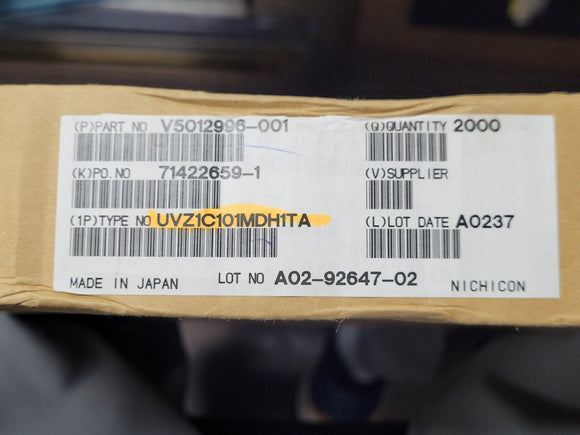 (P)PART NO V5012996-001 (Q)QUANTITY 2000
(K)PO.NO 71422659-1 (V)SUPPLIER
(1P)TYPE NO UVZ1C101MDH1TA (L)LOT DATE A0237
MADE IN JAPAN LOT NO A02-92647-02 NICHICON